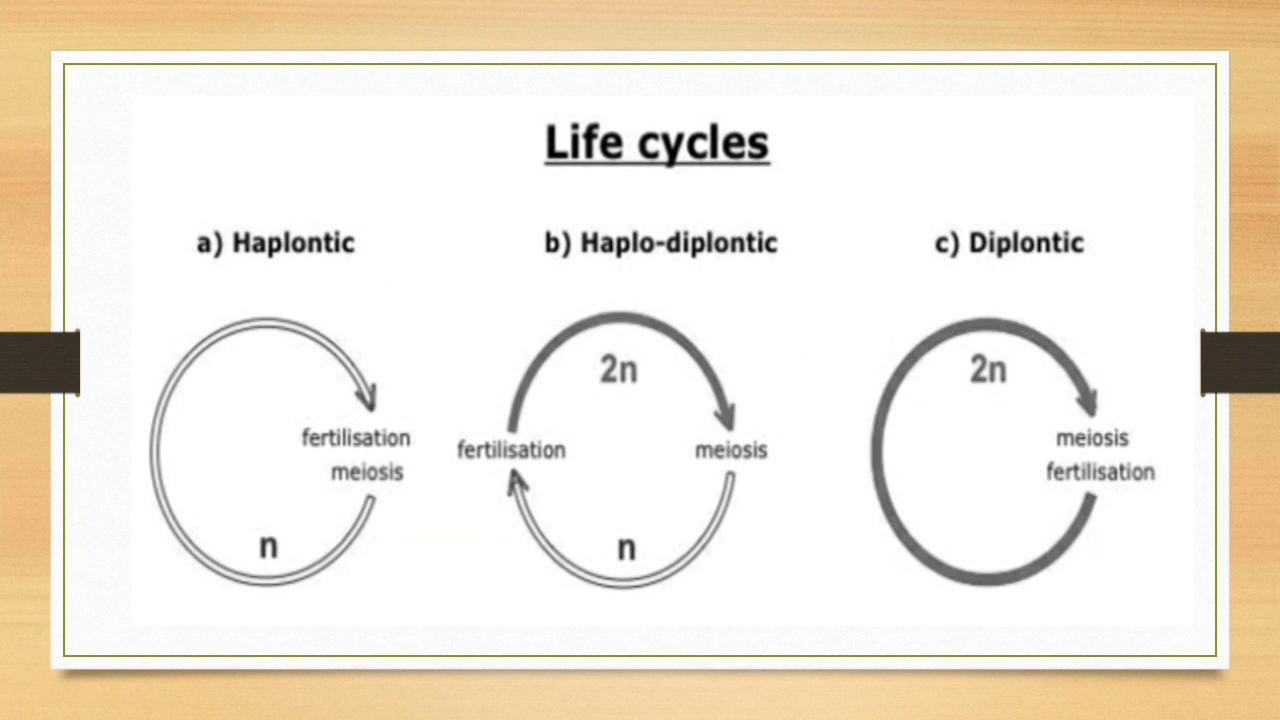 Life cycles
a) Haplontic
b) Haplo-diplontic
c) Diplontic
fertilisation
meiosis
n
2n
fertilisation
meiosis
n
2n
meiosis
fertilisation